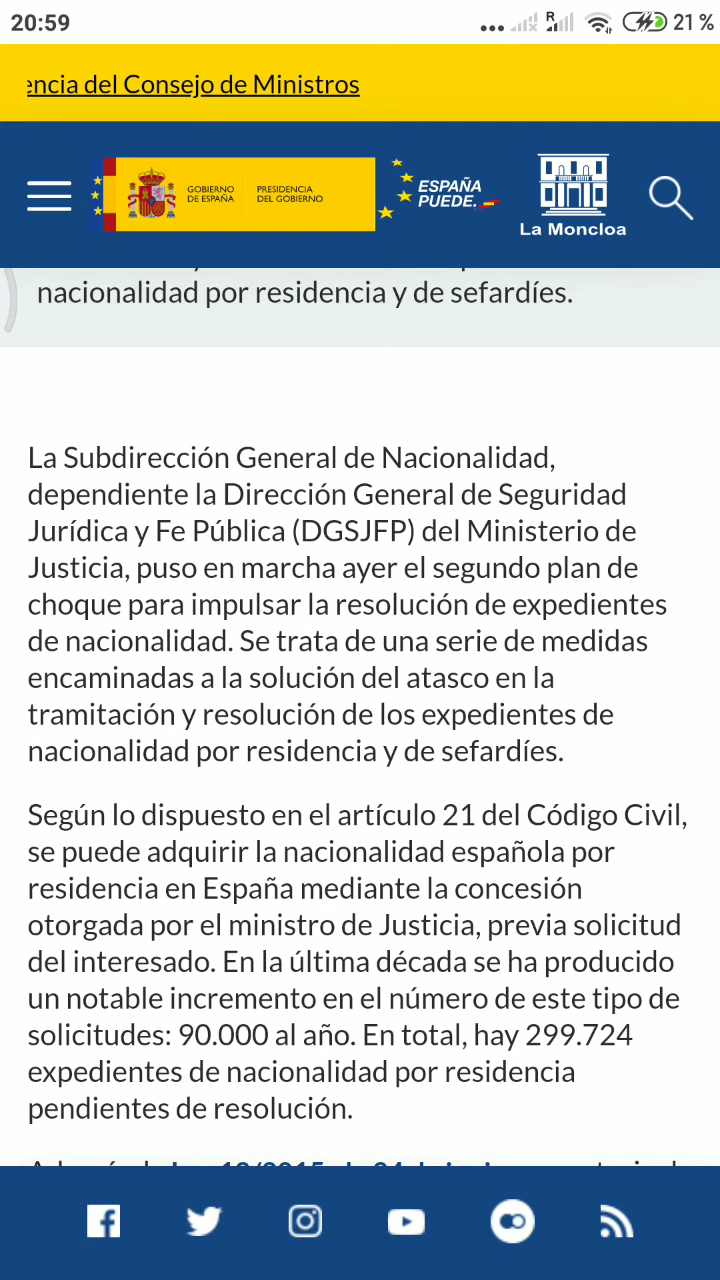 20:59
R
21 %
encia del Consejo de Ministros
GOBIERNO
DE ESPAÑA
PRESIDENCIA
DEL GOBIERNO
ESPAÑA
PUEDE.
La Moncloa
nacionalidad por residencia y de sefardíes.
La Subdirección General de Nacionalidad,
dependiente la Dirección General de Seguridad
Jurídica y Fe Pública (DGSJFP) del Ministerio de
Justicia, puso en marcha ayer el segundo plan de
choque para impulsar la resolución de expedientes
de nacionalidad. Se trata de una serie de medidas
encaminadas a la solución del atasco en la
tramitación y resolución de los expedientes de
nacionalidad por residencia y de sefardíes.
Según lo dispuesto en el artículo 21 del Código Civil,
se puede adquirir la nacionalidad española por
residencia en España mediante la concesión
otorgada por el ministro de Justicia, previa solicitud
del interesado. En la última década se ha producido
un notable incremento en el número de este tipo de
solicitudes: 90.000 al año. En total, hay 299.724
expedientes de nacionalidad por residencia
pendientes de resolución.